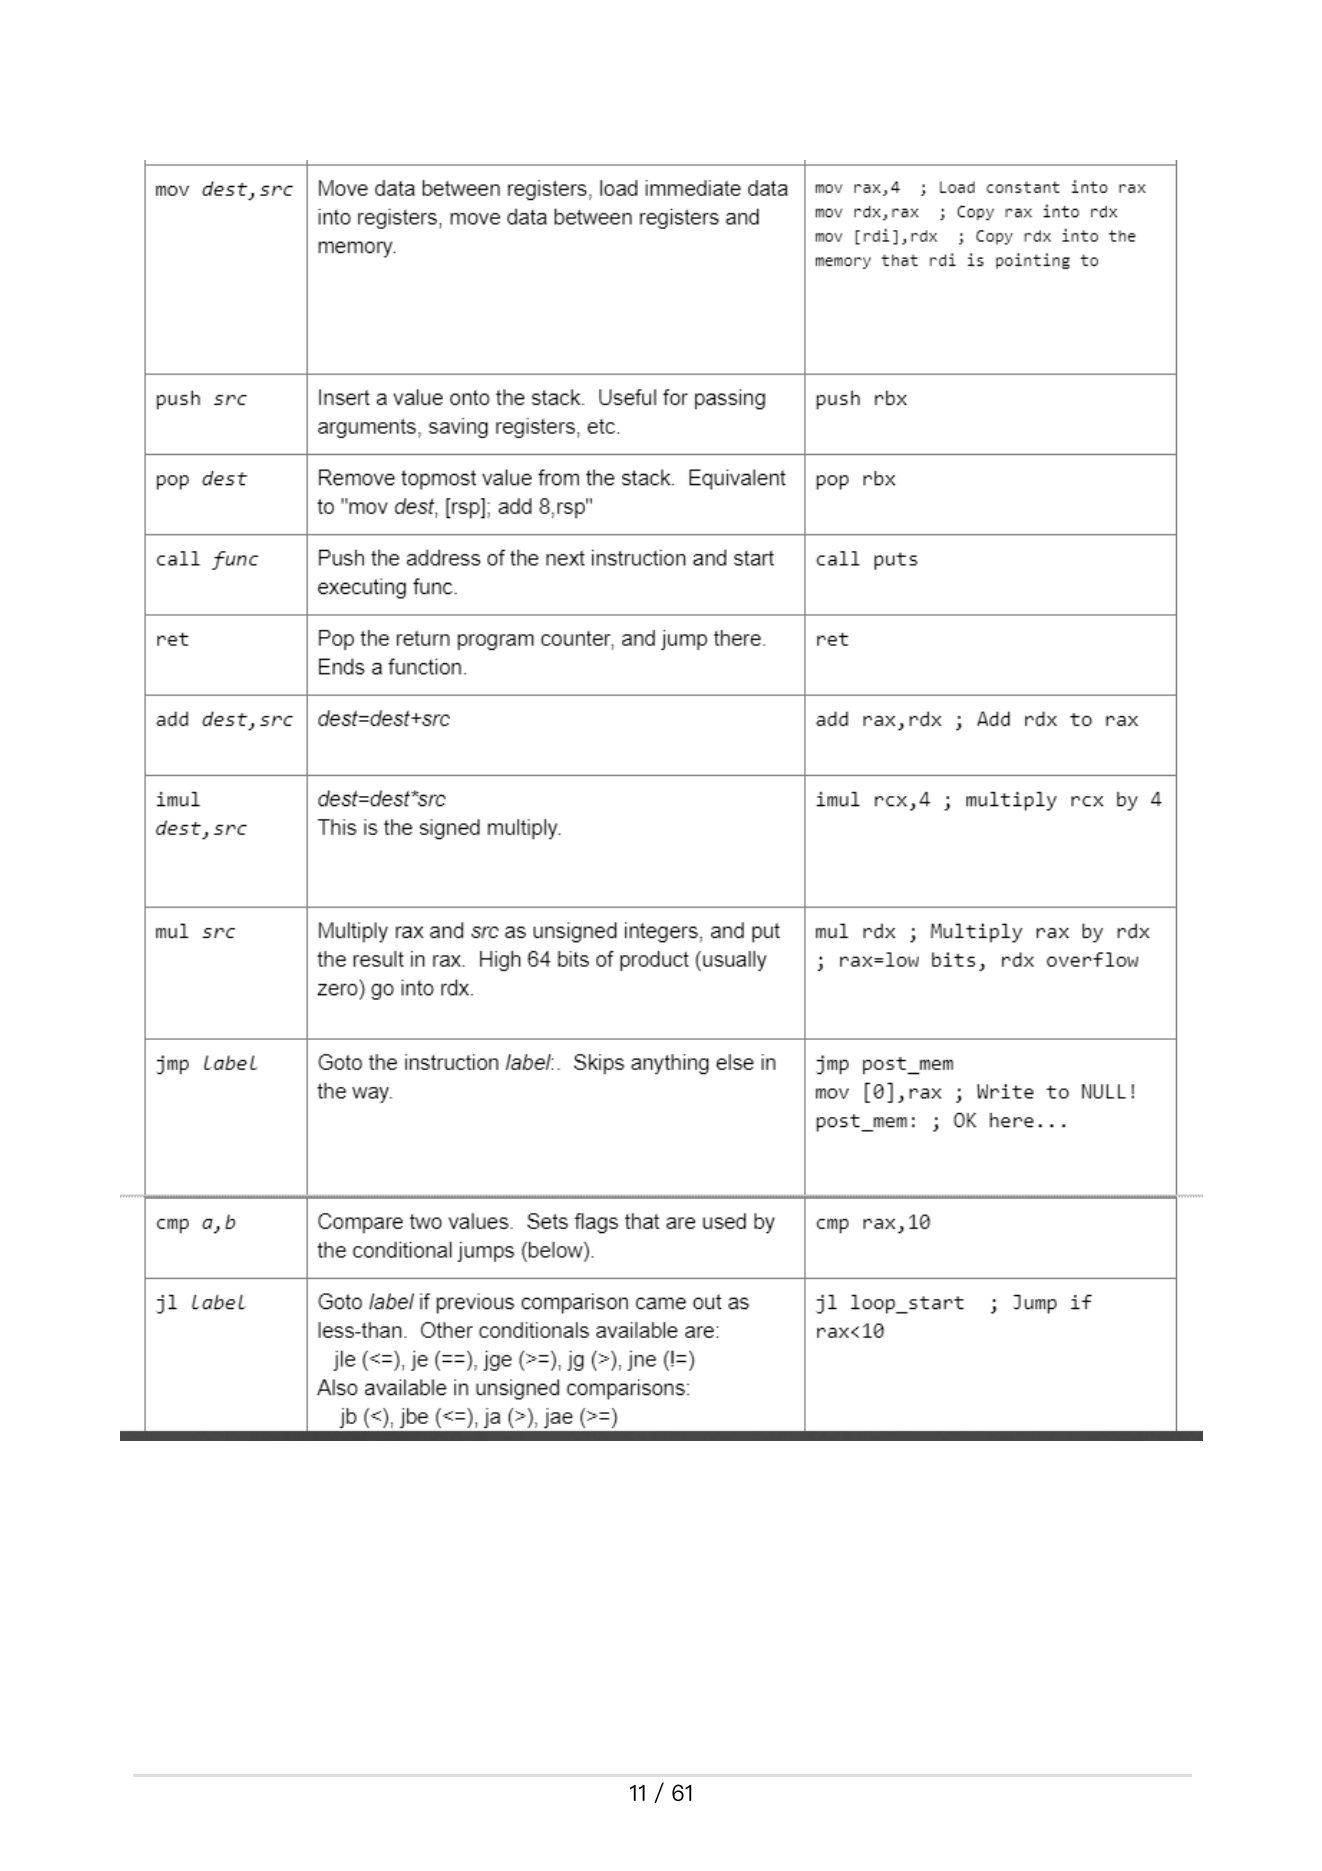 mov dest,src
Move data between registers, load immediate data
into registers, move data between registers and
memory.
mov rax,4  ; Load constant into rax
mov rdx,rax  ; Copy rax into rdx
mov [rdi],rdx  ; Copy rdx into the
memory that rdi is pointing to
push src
Insert a value onto the stack.  Useful for passing
arguments, saving registers, etc.
push rbx
pop dest
Remove topmost value from the stack.  Equivalent
to "mov dest, [rsp]; add 8,rsp"
pop rbx
call func
Push the address of the next instruction and start
executing func.
call puts
ret
Pop the return program counter, and jump there.
Ends a function.
ret
add dest,src
dest=dest+src
add rax,rdx ; Add rdx to rax
imul
dest,src
dest=dest*src
This is the signed multiply.
imul rcx,4 ; multiply rcx by 4
mul src
Multiply rax and src as unsigned integers, and put
the result in rax.  High 64 bits of product (usually
zero) go into rdx.
mul rdx ; Multiply rax by rdx
; rax=low bits, rdx overflow
jmp label
Goto the instruction label:.  Skips anything else in
the way.
jmp post_mem
mov [0],rax ; Write to NULL!
post_mem: ; OK here...
cmp a,b
Compare two values.  Sets flags that are used by
the conditional jumps (below).
cmp rax,10
jl label
Goto label if previous comparison came out as
less-than.  Other conditionals available are:
jle (<=), je (==), jge (>=), jg (>), jne (!=)
Also available in unsigned comparisons:
jb (<), jbe (<=), ja (>), jae (>=)
jl loop_start  ; Jump if
rax<10
11 / 61